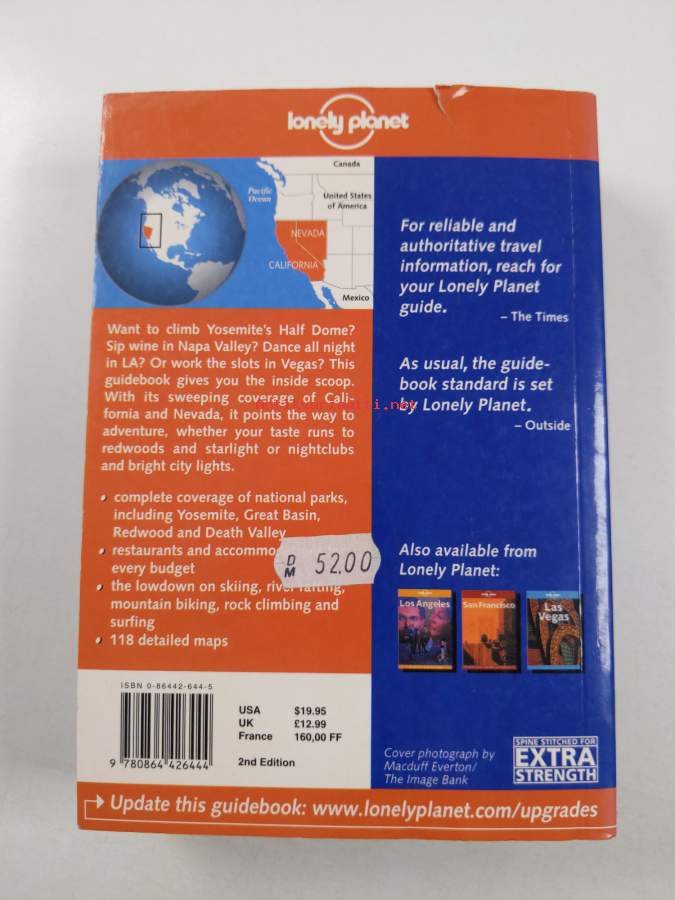 lonely planet
Canada
Pacific
Ocean
United States
of America
NEVADA
CALIFORNIA
Mexico
For reliable and
authoritative travel
information, reach for
your Lonely Planet
guide.
– The Times
Want to climb Yosemite's Half Dome?
Sip wine in Napa Valley? Dance all night
in LA? Or work the slots in Vegas? This
guidebook gives you the inside scoop.
With its sweeping coverage of Cali-
fornia and Nevada, it points the way to
adventure, whether your taste runs to
redwoods and starlight or nightclubs
and bright city lights.
As usual, the guide-
book standard is set
by Lonely Planet.
– Outside
• complete coverage of national parks,
including Yosemite, Great Basin,
Redwood and Death Valley
• restaurants and
every budget
• the lowdown on skiing, river rafting,
mountain biking, rock climbing and
surfing
• 118 detailed maps
DM 52.00
Also available from
Lonely Planet:
Los Angeles
San Francisco
Las
Vegas
ISBN 0-86442-644-5
9 780864 426444
USA $19.95
UK £12.99
France 160,00 FF
2nd Edition
Cover photograph by
Macduff Everton/
The Image Bank
SPINE STITCHED FOR
EXTRA
STRENGTH
Update this guidebook: www.lonelyplanet.com/upgrades